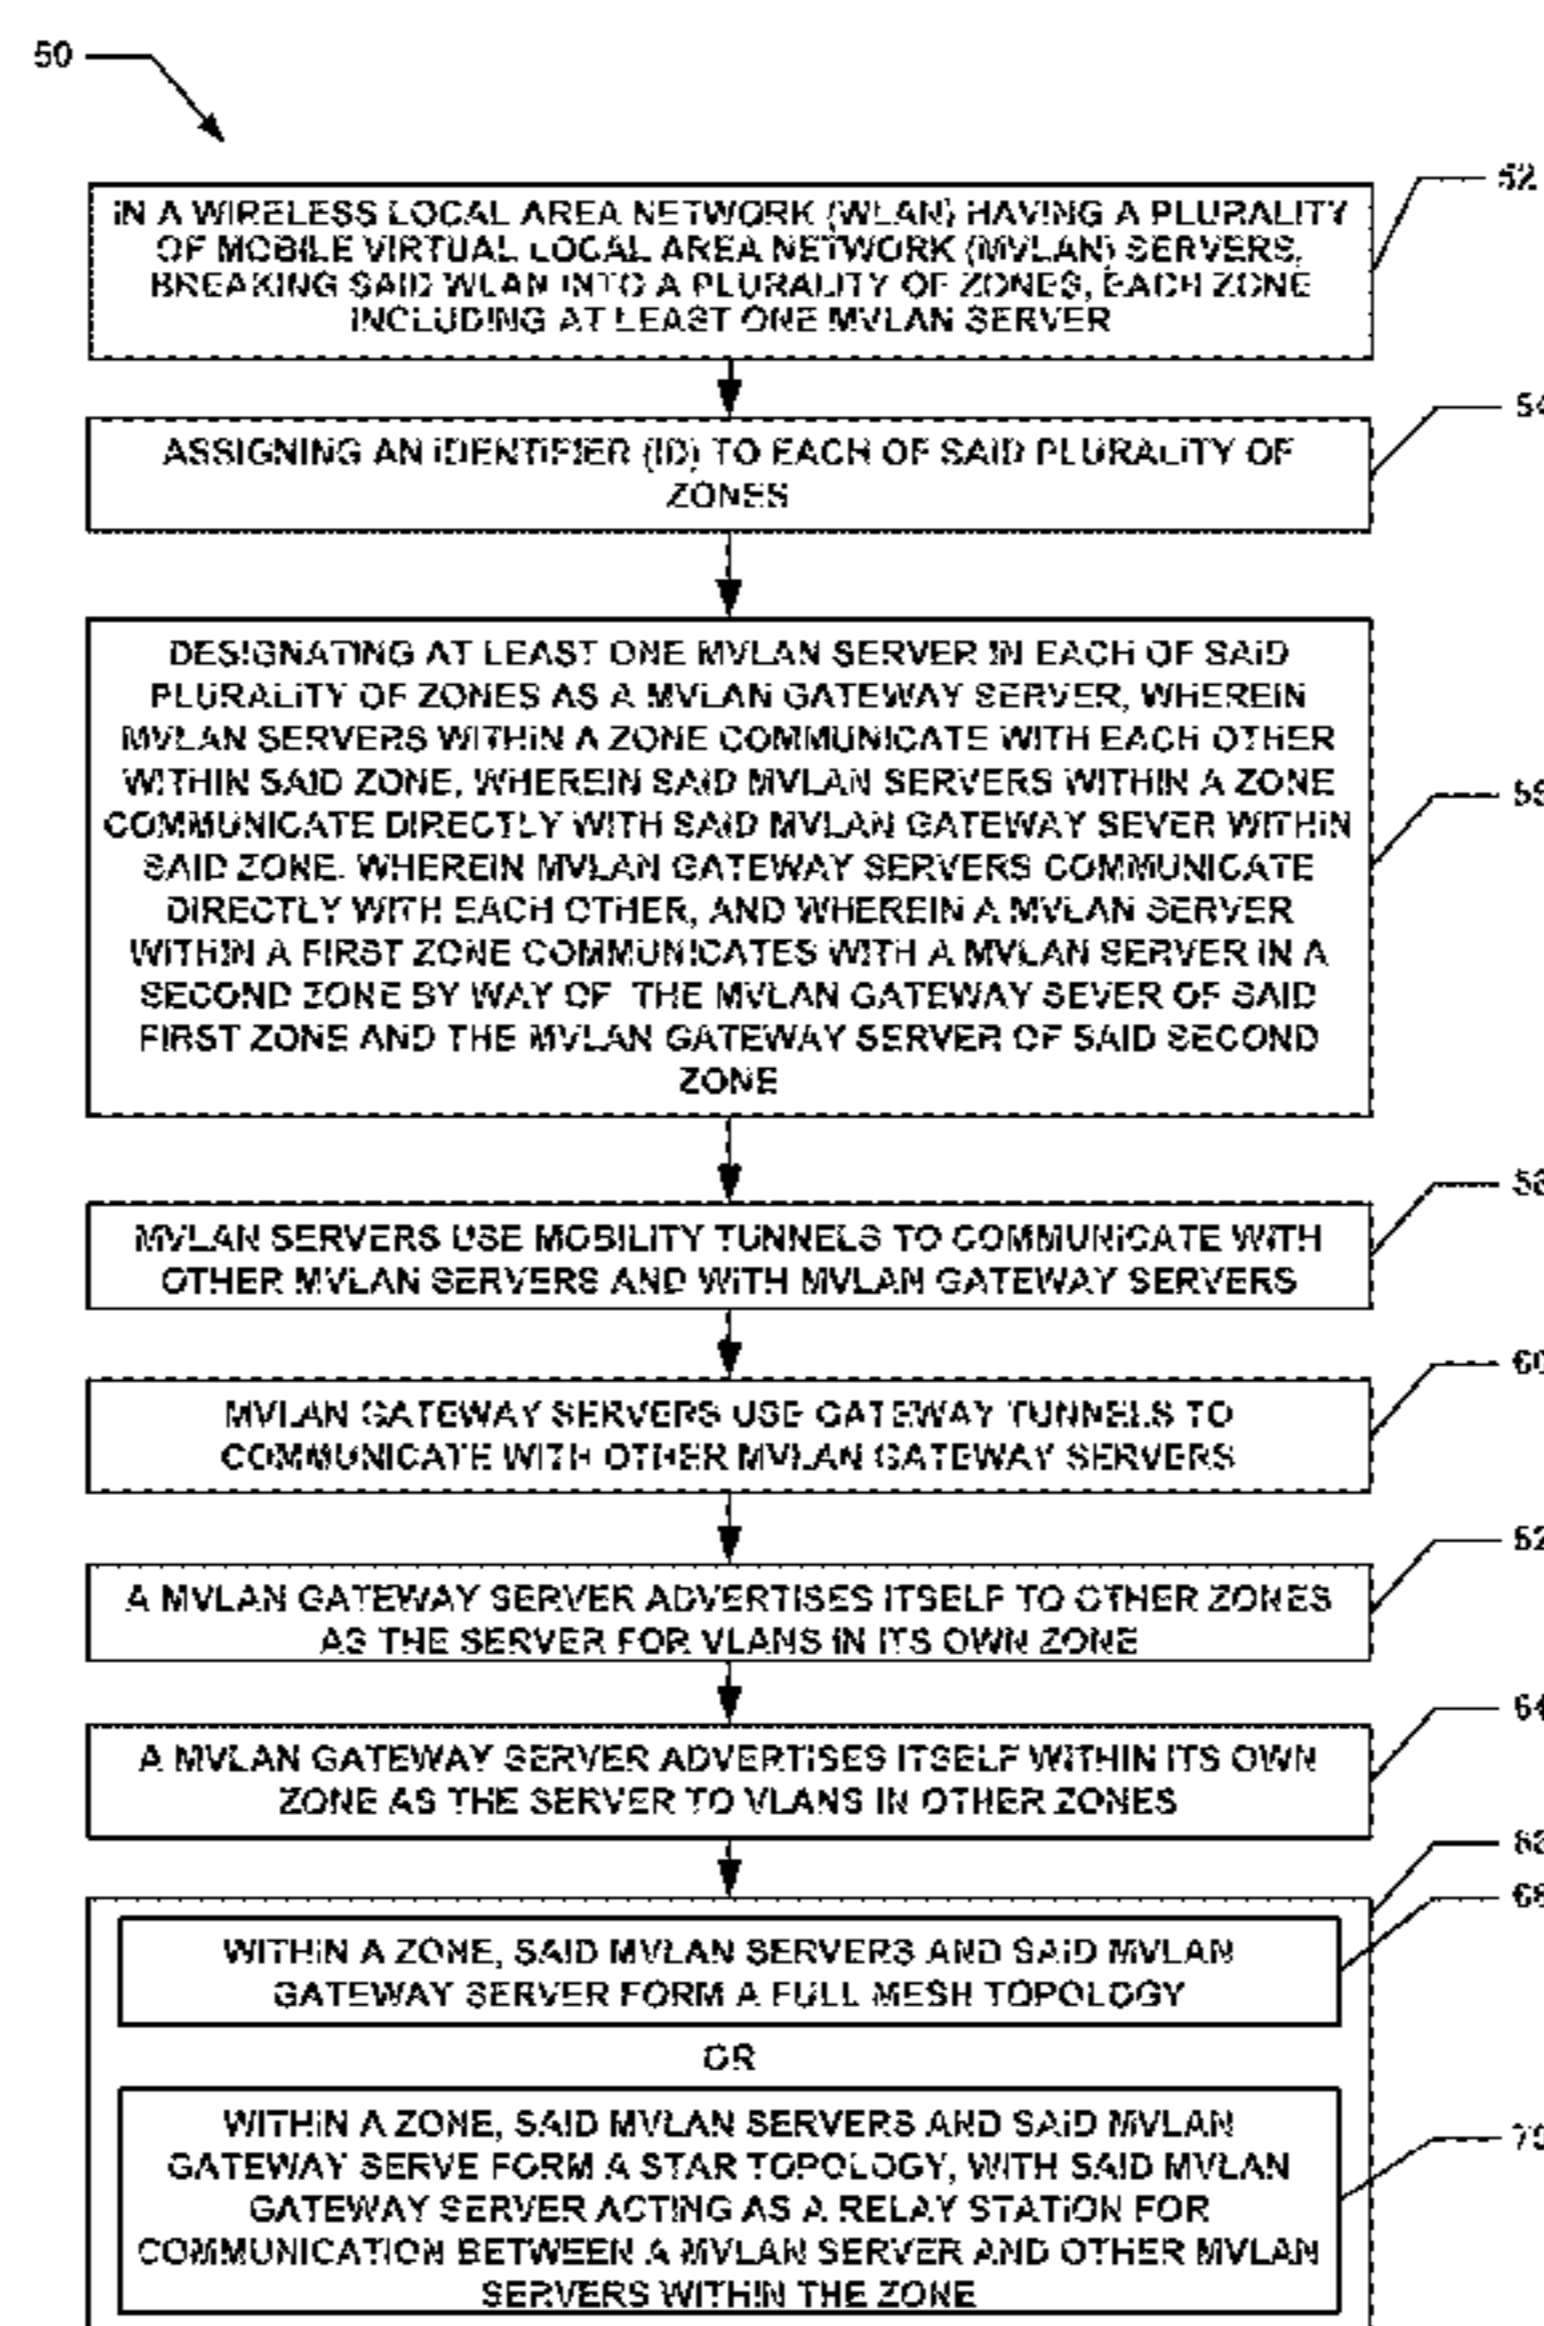 50
52
IN A WIRELESS LOCAL AREA NETWORK (WLAN) HAVING A PLURALITY
OF MOBILE VIRTUAL LOCAL AREA NETWORK (MVLAN) SERVERS,
BREAKING SAID WLAN INTO A PLURALITY OF ZONES, EACH ZONE
INCLUDING AT LEAST ONE MVLAN SERVER
54
ASSIGNING AN IDENTIFIER (ID) TO EACH OF SAID PLURALITY OF
ZONES
DESIGNATING AT LEAST ONE MVLAN SERVER IN EACH OF SAID
PLURALITY OF ZONES AS A MVLAN GATEWAY SERVER, WHEREIN
MVLAN SERVERS WITHIN A ZONE COMMUNICATE WITH EACH OTHER
WITHIN SAID ZONE, WHEREIN SAID MVLAN SERVERS WITHIN A ZONE
COMMUNICATE DIRECTLY WITH SAID MVLAN GATEWAY SEVER WITHIN
SAID ZONE. WHEREIN MVLAN GATEWAY SERVERS COMMUNICATE
DIRECTLY WITH EACH OTHER, AND WHEREIN A MVLAN SERVER
WITHIN A FIRST ZONE COMMUNICATES WITH A MVLAN SERVER IN A
SECOND ZONE BY WAY OF THE MVLAN GATEWAY SEVER OF SAID
FIRST ZONE AND THE MVLAN GATEWAY SERVER OF SAID SECOND
ZONE
MVLAN SERVERS USE MOBILITY TUNNELS TO COMMUNICATE WITH
OTHER MVLAN SERVERS AND WITH MVLAN GATEWAY SERVERS
60
MVLAN GATEWAY SERVERS USE GATEWAY TUNNELS TO
COMMUNICATE WITH OTHER MVLAN GATEWAY SERVERS
62
A MVLAN GATEWAY SERVER ADVERTISES ITSELF TO OTHER ZONES
AS THE SERVER FOR VLANS IN ITS OWN ZONE
64
A MVLAN GATEWAY SERVER ADVERTISES ITSELF WITHIN ITS OWN
ZONE AS THE SERVER TO VLANS IN OTHER ZONES
68
WITHIN A ZONE, SAID MVLAN SERVERS AND SAID MVLAN
GATEWAY SERVER FORM A FULL MESH TOPOLOGY
OR
70
WITHIN A ZONE, SAID MVLAN SERVERS AND SAID MVLAN
GATEWAY SERVE FORM A STAR TOPOLOGY, WITH SAID MVLAN
GATEWAY SERVER ACTING AS A RELAY STATION FOR
COMMUNICATION BETWEEN A MVLAN SERVER AND OTHER MVLAN
SERVERS WITHIN THE ZONE